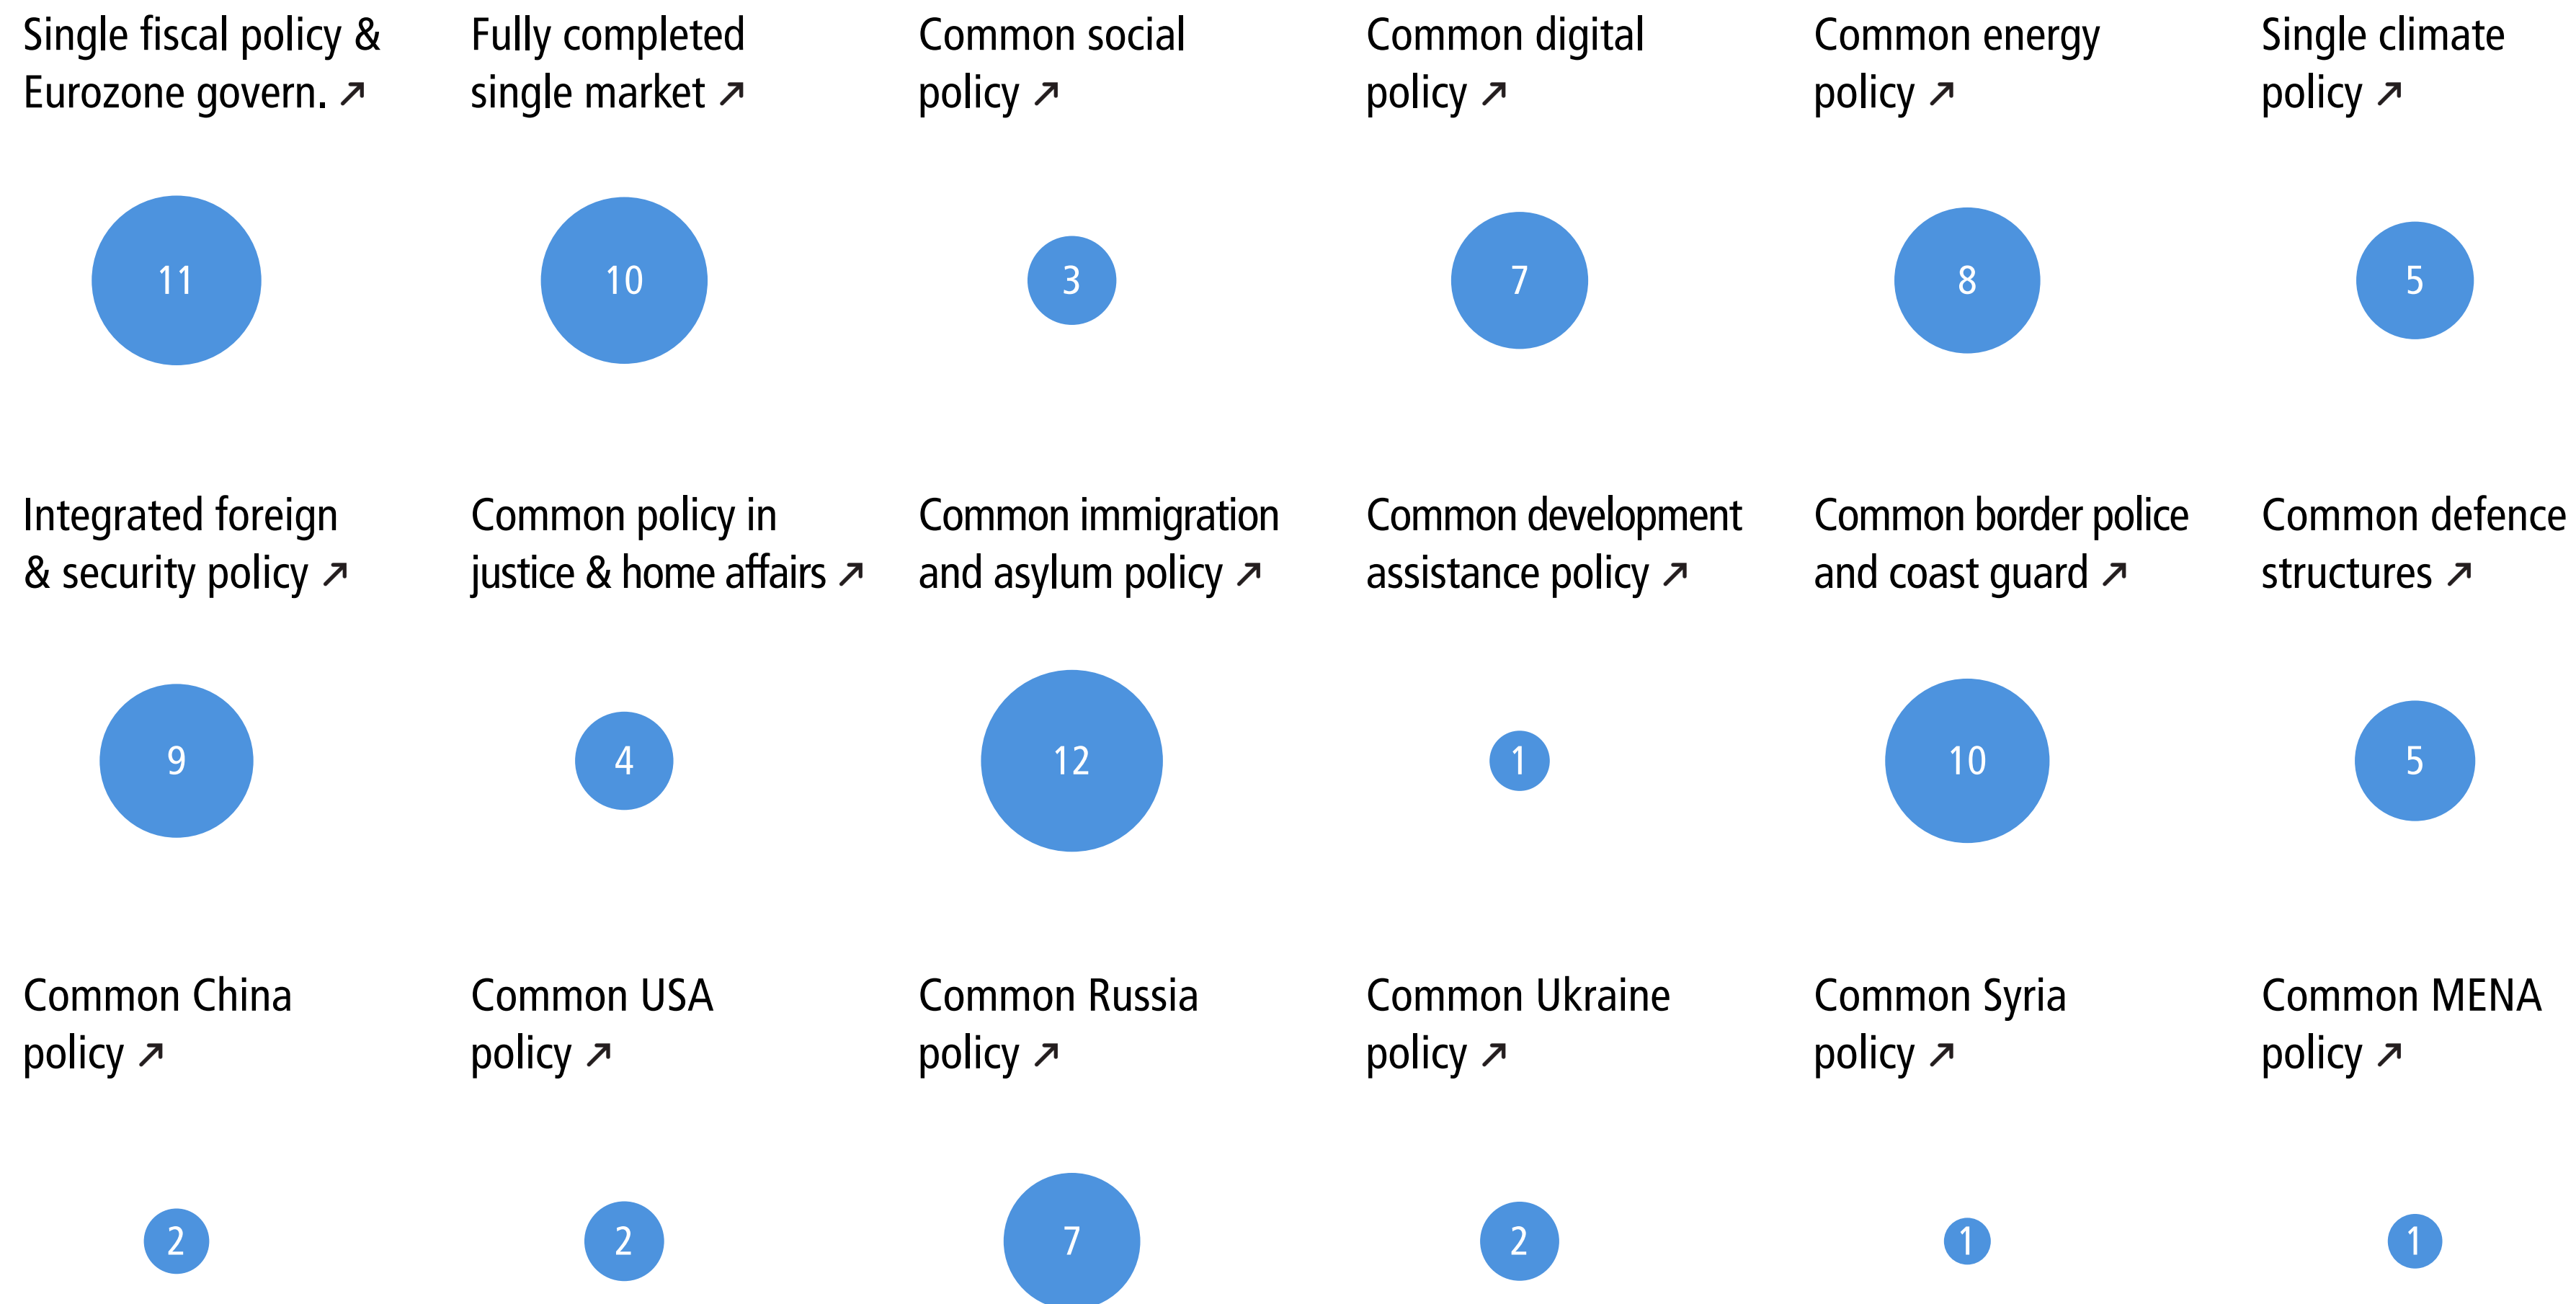 Single fiscal policy &
Eurozone govern. ↗
Fully completed
single market ↗
Common social
policy ↗
Common digital
policy ↗
Common energy
policy ↗
Single climate
policy ↗
11
10
3
7
8
5
Integrated foreign
& security policy ↗
Common policy in
justice & home affairs ↗
Common immigration
and asylum policy ↗
Common development
assistance policy ↗
Common border police
and coast guard ↗
Common defence
structures ↗
9
4
12
1
10
5
Common China
policy ↗
Common USA
policy ↗
Common Russia
policy ↗
Common Ukraine
policy ↗
Common Syria
policy ↗
Common MENA
policy ↗
2
2
7
2
1
1